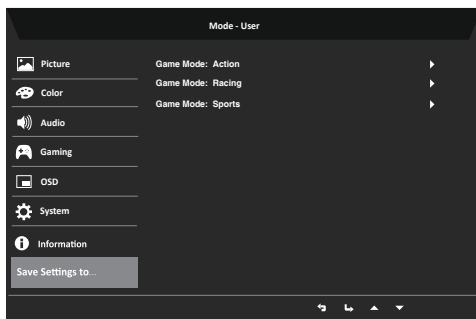 Mode - User
Picture
Color
Audio
Gaming
OSD
System
Information
Save Settings to...
Game Mode: Action
Game Mode: Racing
Game Mode: Sports